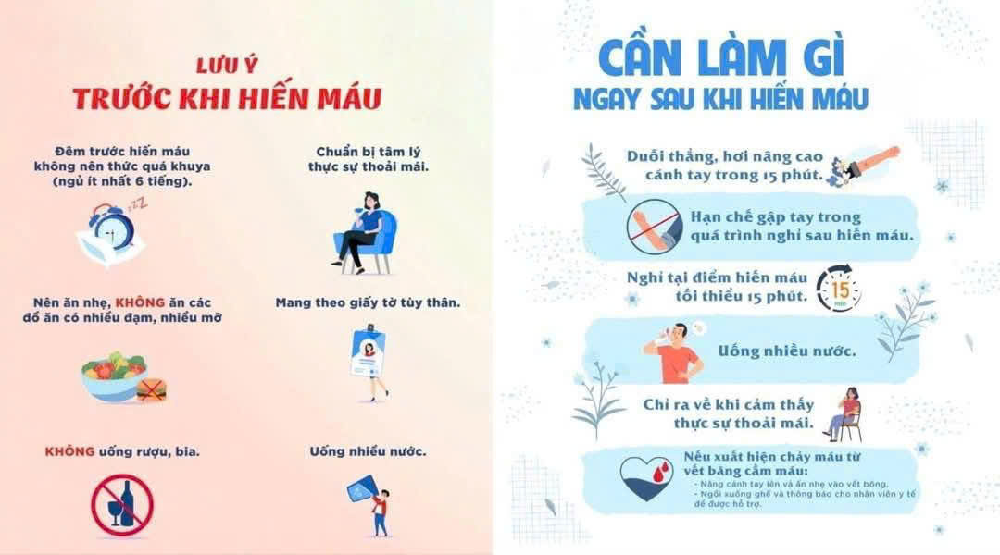 LƯU Ý
TRƯỚC KHI HIẾN MÁU
Đêm trước hiến máu
không nên thức quá khuya
(ngủ ít nhất 6 tiếng).
zzZ
Chuẩn bị tâm lý
thực sự thoải mái.
Nên ăn nhẹ, KHÔNG ăn các
đồ ăn có nhiều đạm, nhiều mỡ
Mang theo giấy tờ tùy thân.
KHÔNG uống rượu, bia.
Uống nhiều nước.
CẦN LÀM GÌ
NGAY SAU KHI HIẾN MÁU
Duỗi thẳng, hơi nâng cao
cánh tay trong 15 phút.
Hạn chế gập tay trong
quá trình nghỉ sau hiến máu.
Nghỉ tại điểm hiến máu
tối thiểu 15 phút.
15
Uống nhiều nước.
Chỉ ra về khi cảm thấy
thực sự thoải mái.
Nếu xuất hiện chảy máu từ
vết băng cầm máu:
- Nâng cánh tay lên và ấn nhẹ vào vết bông,
- Ngồi xuống ghế và thông báo cho nhân viên y tế
để được hỗ trợ.